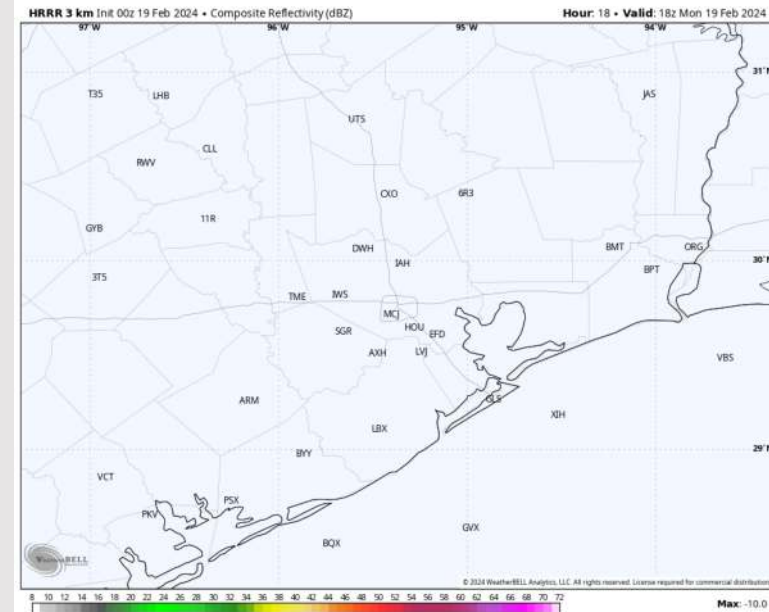 HRRR 3 km Init 00z 19 Feb 2024 • Composite Reflectivity (dBZ) Hour: 18 • Valid: 18z Mon 19 Feb 2024
97°W 96°W 95°W 94°W
31°N
T35 LHB JAS
UTS
CLL
RWV
CXO 6R3
11R
GYB
DWH BMT ORG
IAH 30°N
3T5 BPT
TME IWS
MCJ
SGR HOU EFD
AXH LVJ VBS
ARM GLS
XIH
LBX
BYY 29°N
VCT
PSX
PKV
BQX GVX
WeatherBELL
© 2024 WeatherBELL Analytics, LLC. All rights reserved. License required for commercial distribution
8 10 12 14 16 18 20 22 24 26 28 30 32 34 36 38 40 42 44 46 48 50 52 54 56 58 60 62 64 66 68 70 72
Max: -10.0